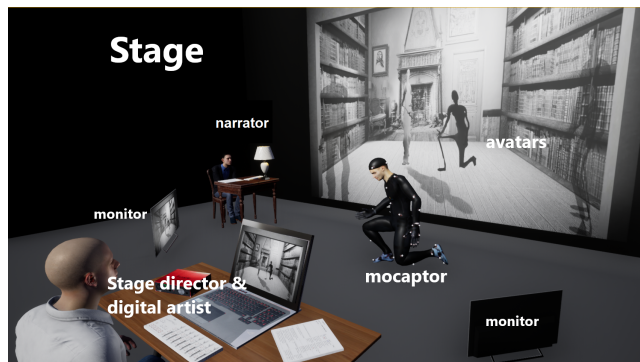 Stage
narrator
avatars
monitor
mocaptor
Stage director &
digital artist
monitor